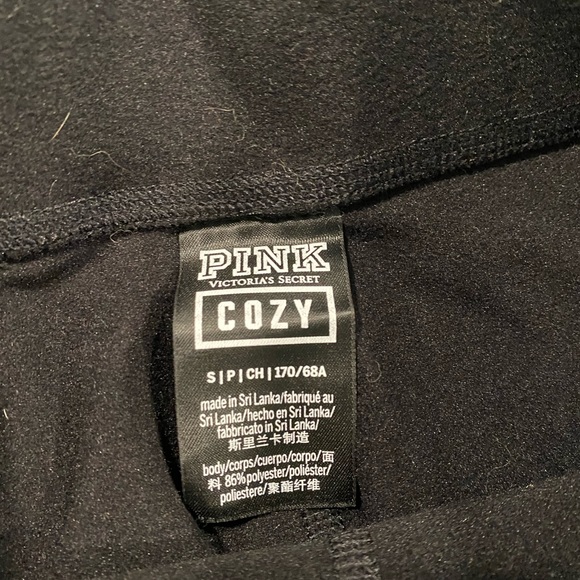 PINK
VICTORIA'S SECRET
COZY
S | P | CH | 170/68A
made in Sri Lanka/fabriqué au
Sri Lanka/hecho en Sri Lanka/
fabbricato in Sri Lanka/
斯里兰卡制造
body/corps/cuerpo/corpo/面
料 86% polyester/poliéster/
poliestere/聚酯纤维